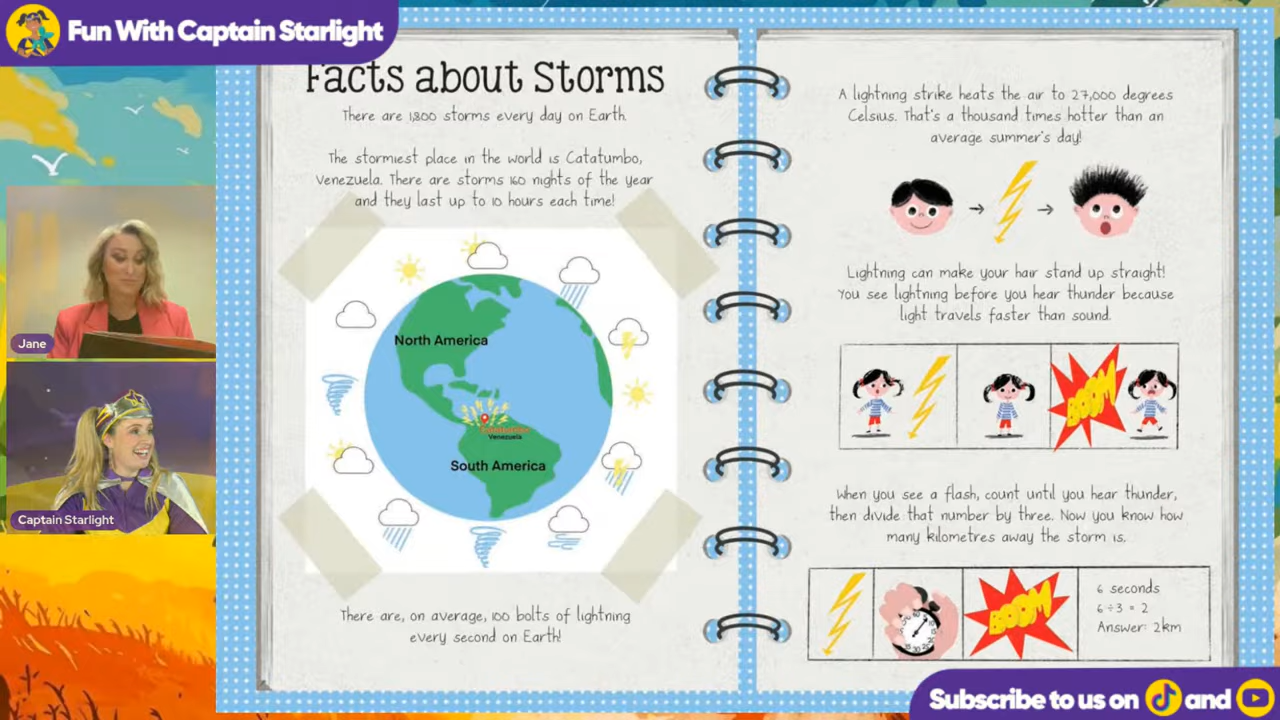 Fun With Captain Starlight
Facts about Storms
There are 1,800 storms every day on Earth.
The stormiest place in the world is Catatumbo,
Venezuela. There are storms 160 nights of the year
and they last up to 10 hours each time!
North America
Venezuela
South America
There are, on average, 100 bolts of lightning
every second on Earth!
A lightning strike heats the air to 27,000 degrees
Celsius. That's a thousand times hotter than an
average summer's day!
Lightning can make your hair stand up straight!
You see lightning before you hear thunder because
light travels faster than sound.
BOOM
When you see a flash, count until you hear thunder,
then divide that number by three. Now you know how
many kilometres away the storm is.
BOOM
6 seconds
6÷3 = 2
Answer: 2km
Jane
Captain Starlight
Subscribe to us on and